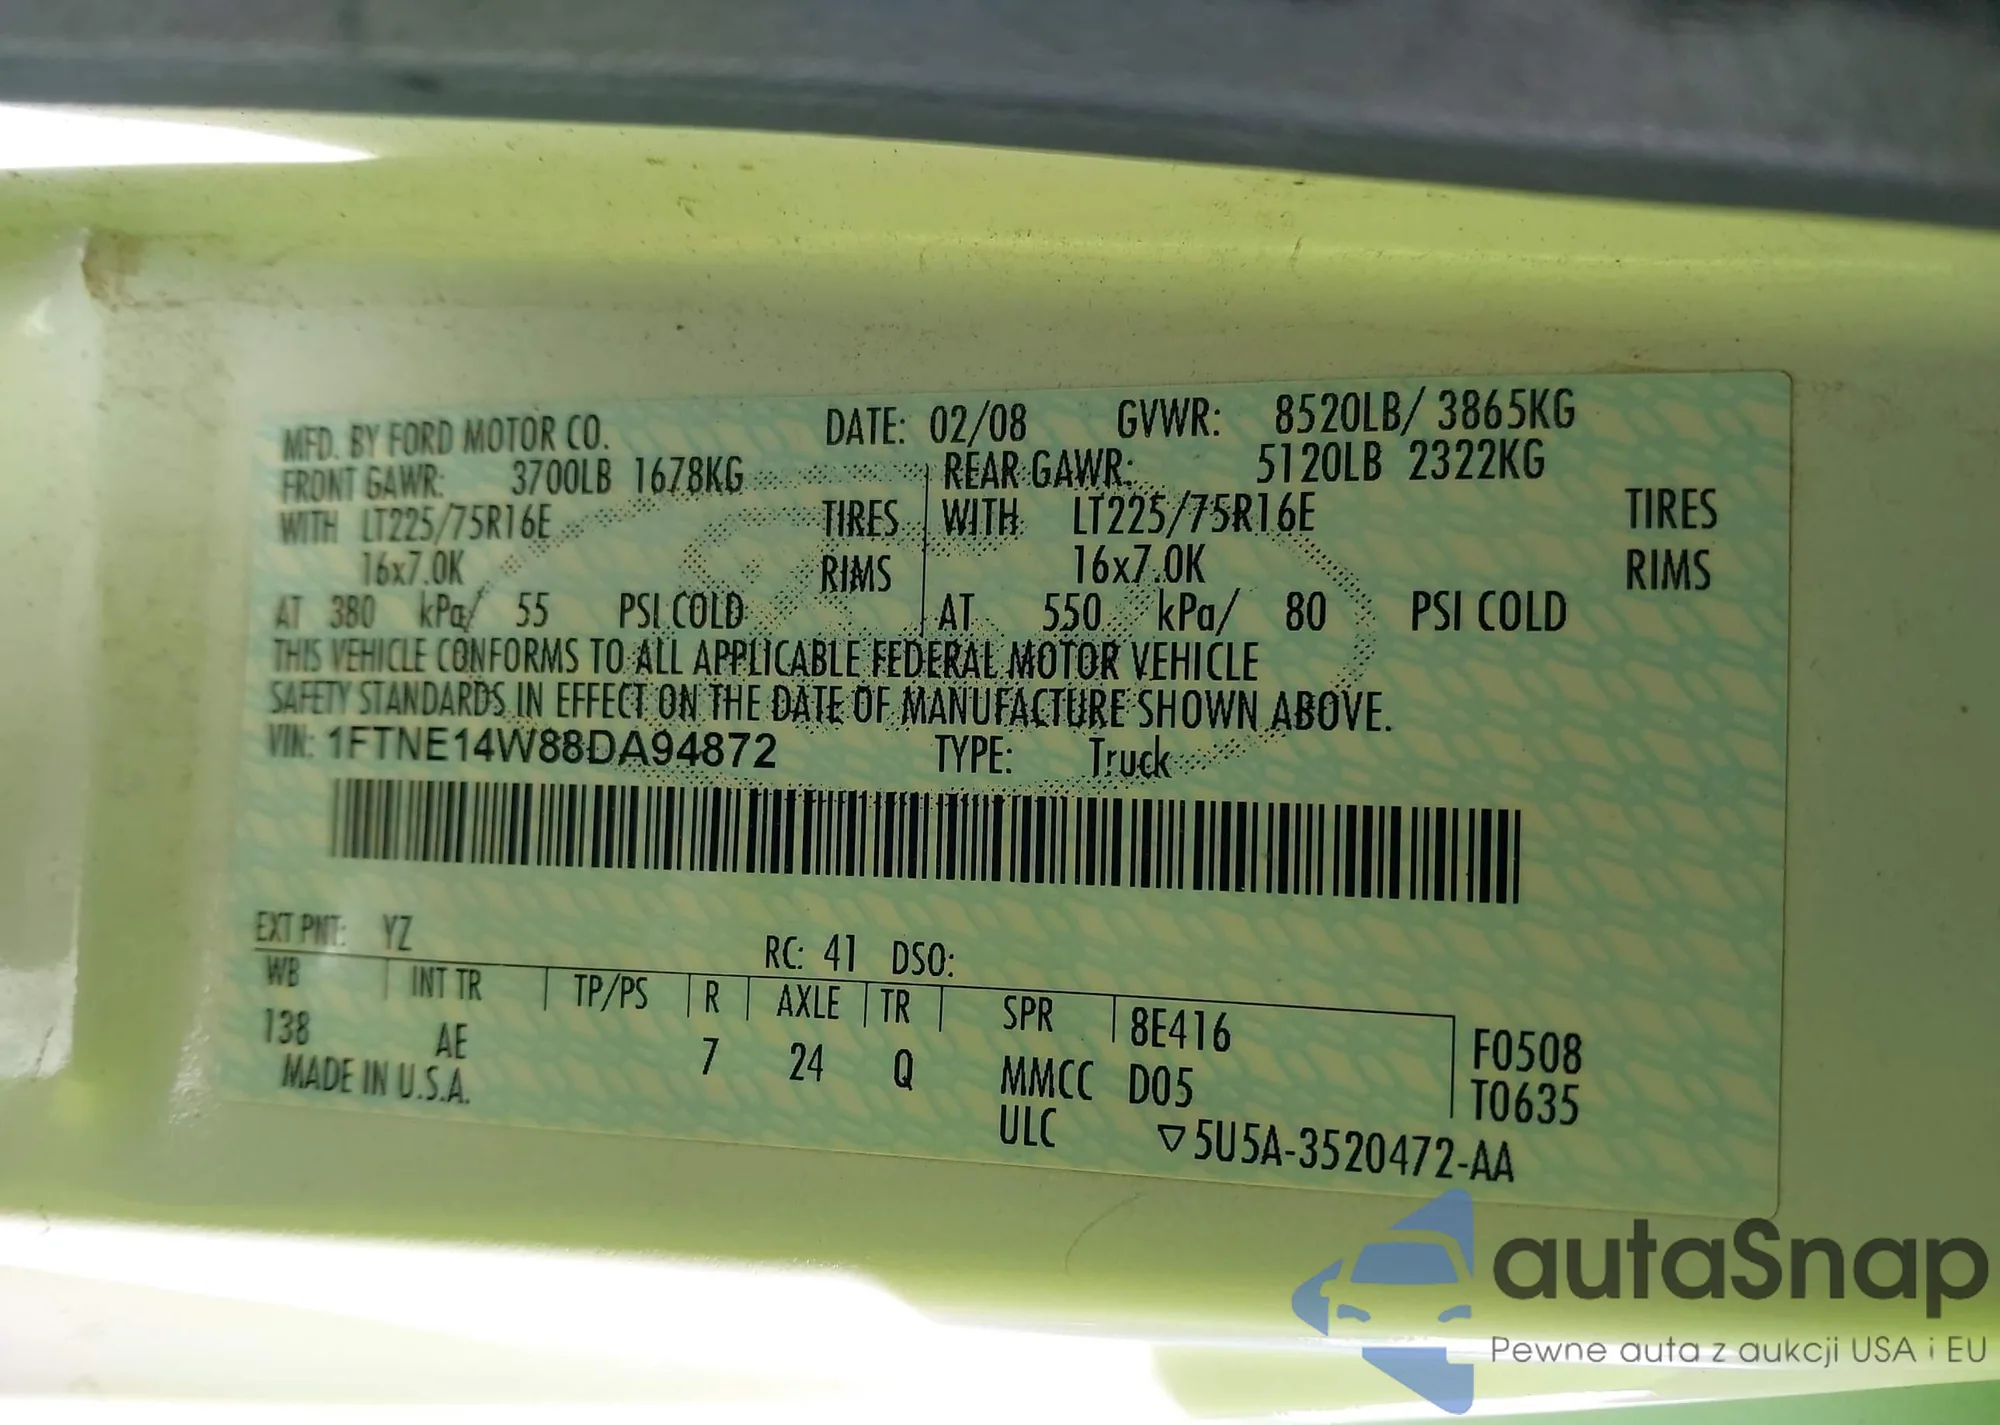 MFD. BY FORD MOTOR CO. DATE: 02/08 GVWR: 8520LB/ 3865KG
FRONT GAWR: 3700LB 1678KG REAR GAWR: 5120LB 2322KG
WITH LT225/75R16E TIRES WITH LT225/75R16E TIRES
16x7.0K RIMS 16x7.0K RIMS
AT 380 kPa/ 55 PSI COLD AT 550 kPa/ 80 PSI COLD
THIS VEHICLE CONFORMS TO ALL APPLICABLE FEDERAL MOTOR VEHICLE
SAFETY STANDARDS IN EFFECT ON THE DATE OF MANUFACTURE SHOWN ABOVE.
VIN: 1FTNE14W88DA94872 TYPE: Truck
EXT PNT: YZ RC: 41 DSO:
WB INT TR TP/PS R AXLE TR SPR 8E416 F0508
138 AE 7 24 Q MMCC D05 T0635
MADE IN U.S.A. ULC ▽5U5A-3520472-AA
autaSnap
Pewne auta z aukcji USA i EU